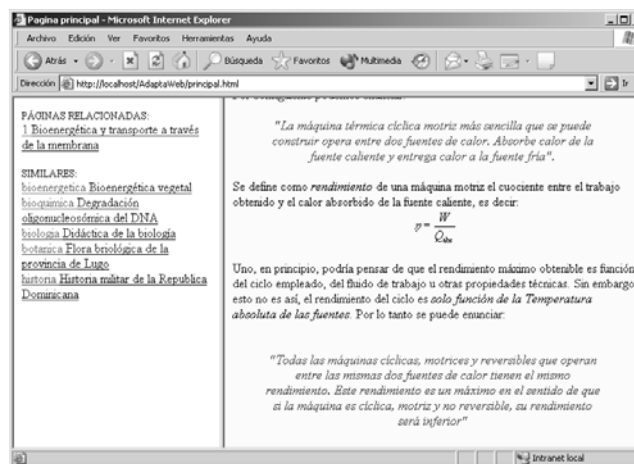 Pagina principal - Microsoft Internet Explorer
Archivo Edición Ver Favoritos Herramientas Ayuda
Atrás Búsqueda Favoritos Multimedia
Dirección http://localhost/AdaptaWeb/principal.html Ir
PÁGINAS RELACIONADAS:
1 Bioenergética y transporte a través
de la membrana
SIMILARES:
bioenergetica Bioenergética vegetal
bioquimica Degradación
oligonucleosómica del DNA
biologia Didáctica de la biología
botanica Flora briológica de la
provincia de Lugo
historia Historia militar de la Republica
Dominicana
"La máquina térmica cíclica motriz más sencilla que se puede
construir opera entre dos fuentes de calor. Absorbe calor de la
fuente caliente y entrega calor a la fuente fría".
Se define como rendimiento de una máquina motriz el cuociente entre el trabajo
obtenido y el calor absorbido de la fuente caliente, es decir:
η = W / Qabs
Uno, en principio, podría pensar de que el rendimiento máximo obtenible es función
del ciclo empleado, del fluido de trabajo u otras propiedades técnicas. Sin embargo
esto no es así, el rendimiento del ciclo es solo función de la Temperatura
absoluta de las fuentes. Por lo tanto se puede enunciar:
"Todas las máquinas cíclicas, motrices y reversibles que operan
entre las mismas dos fuentes de calor tienen el mismo
rendimiento. Este rendimiento es un máximo en el sentido de que
si la máquina es cíclica, motriz y no reversible, su rendimiento
será inferior"
Intranet local